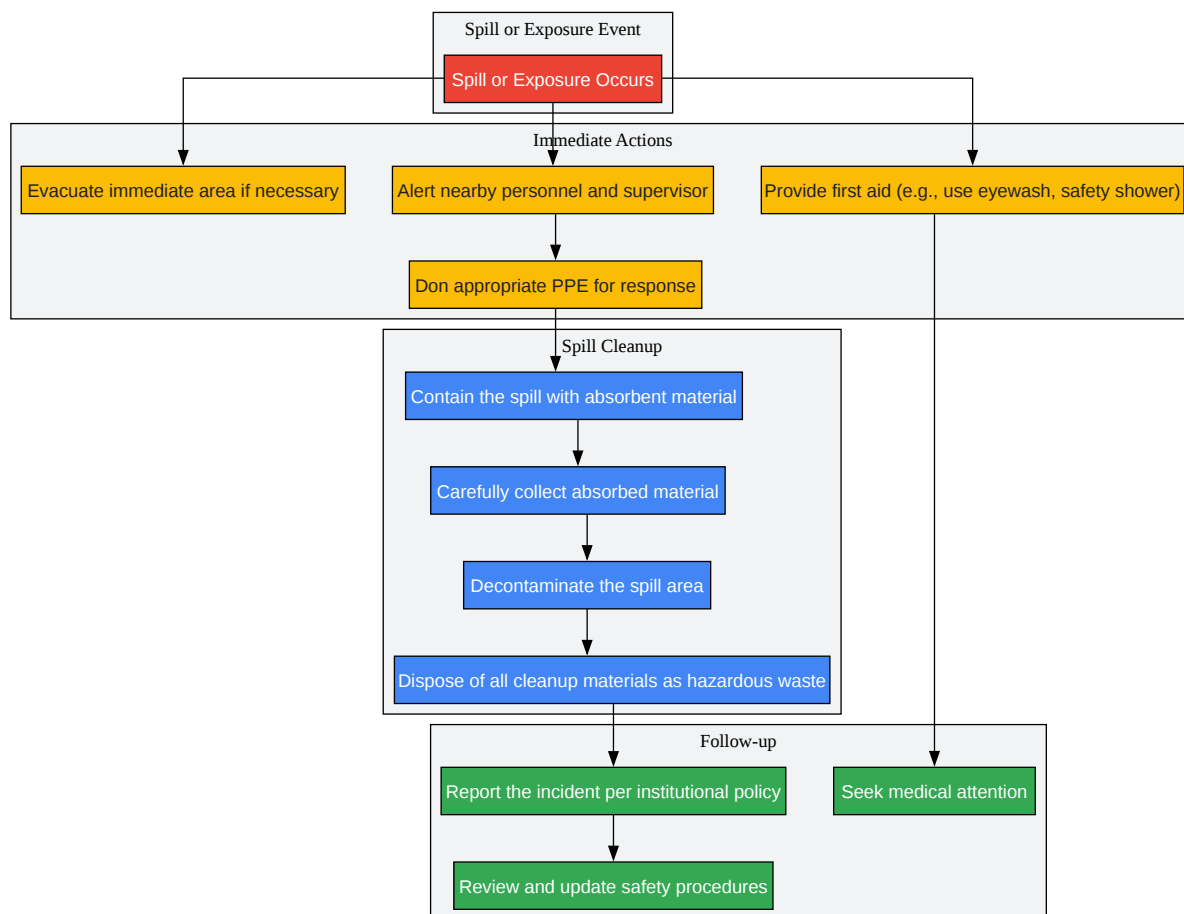 Spill or Exposure Event
Spill or Exposure Occurs
Immediate Actions
Evacuate immediate area if necessary
Alert nearby personnel and supervisor
Provide first aid (e.g., use eyewash, safety shower)
Don appropriate PPE for response
Spill Cleanup
Contain the spill with absorbent material
Carefully collect absorbed material
Decontaminate the spill area
Dispose of all cleanup materials as hazardous waste
Follow-up
Report the incident per institutional policy
Seek medical attention
Review and update safety procedures